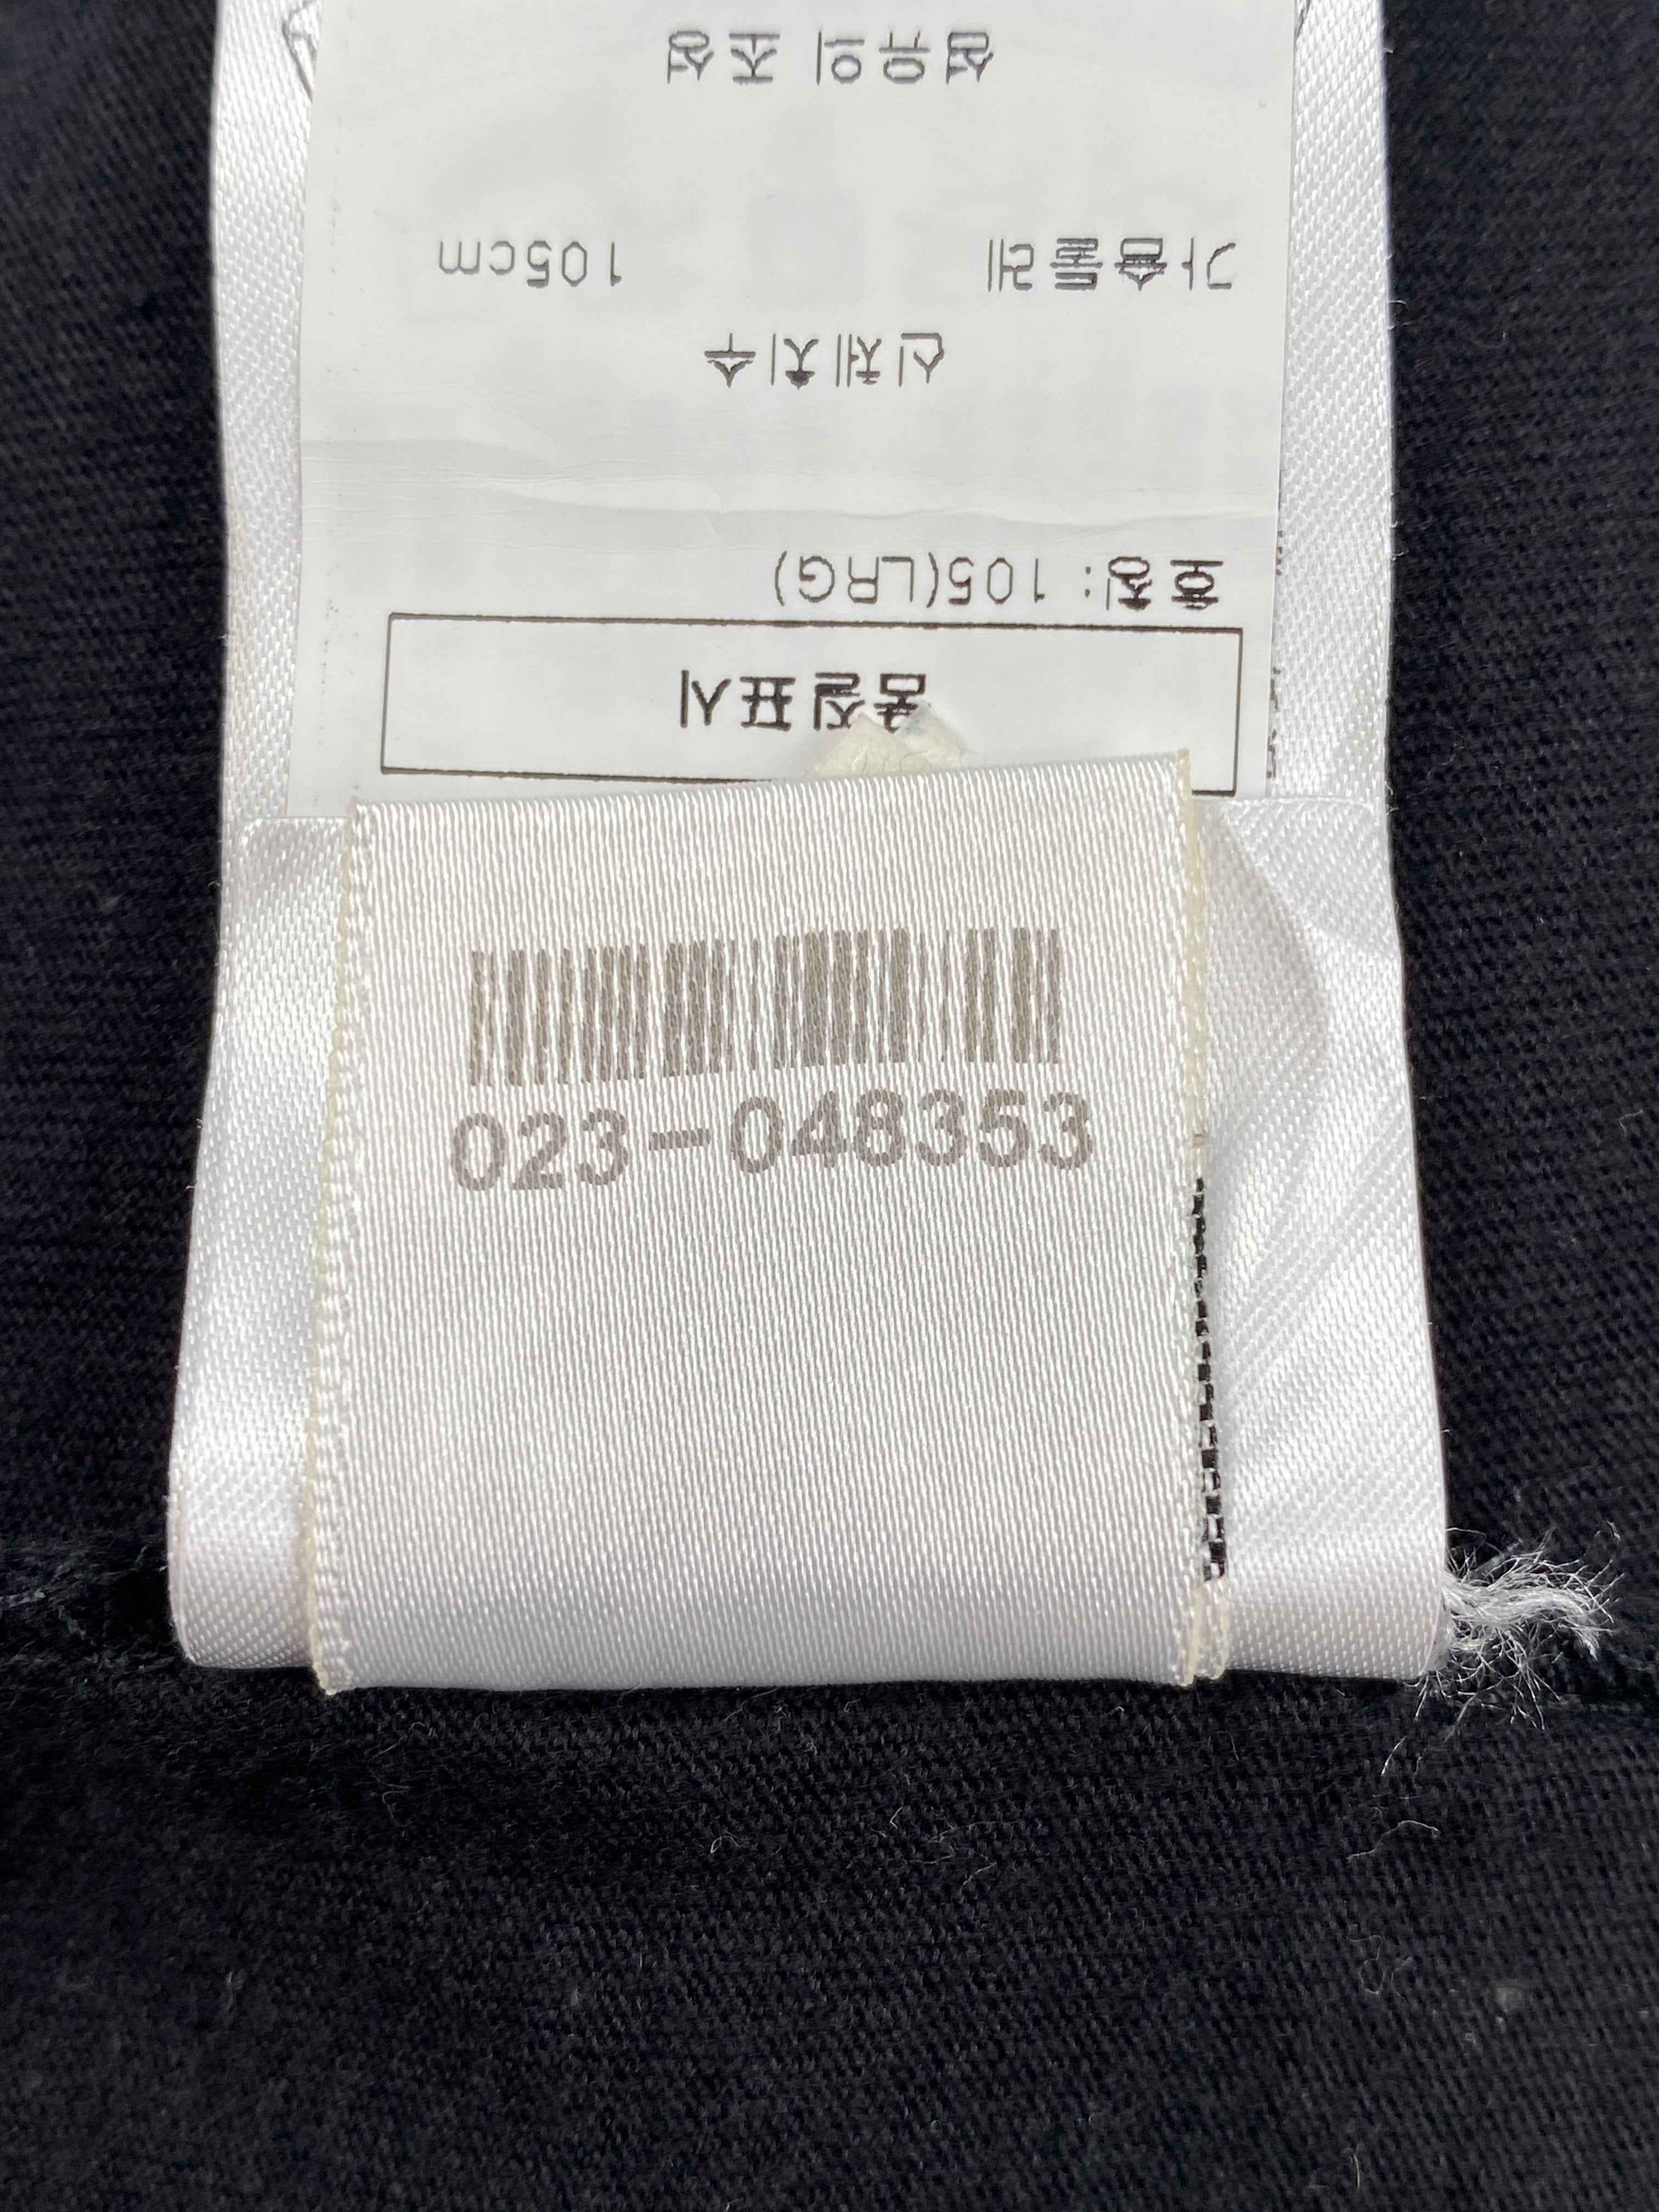 품질표시
호칭: 105(LRG)
신체치수
가슴둘레 105cm
섬유의 조성
023-048353